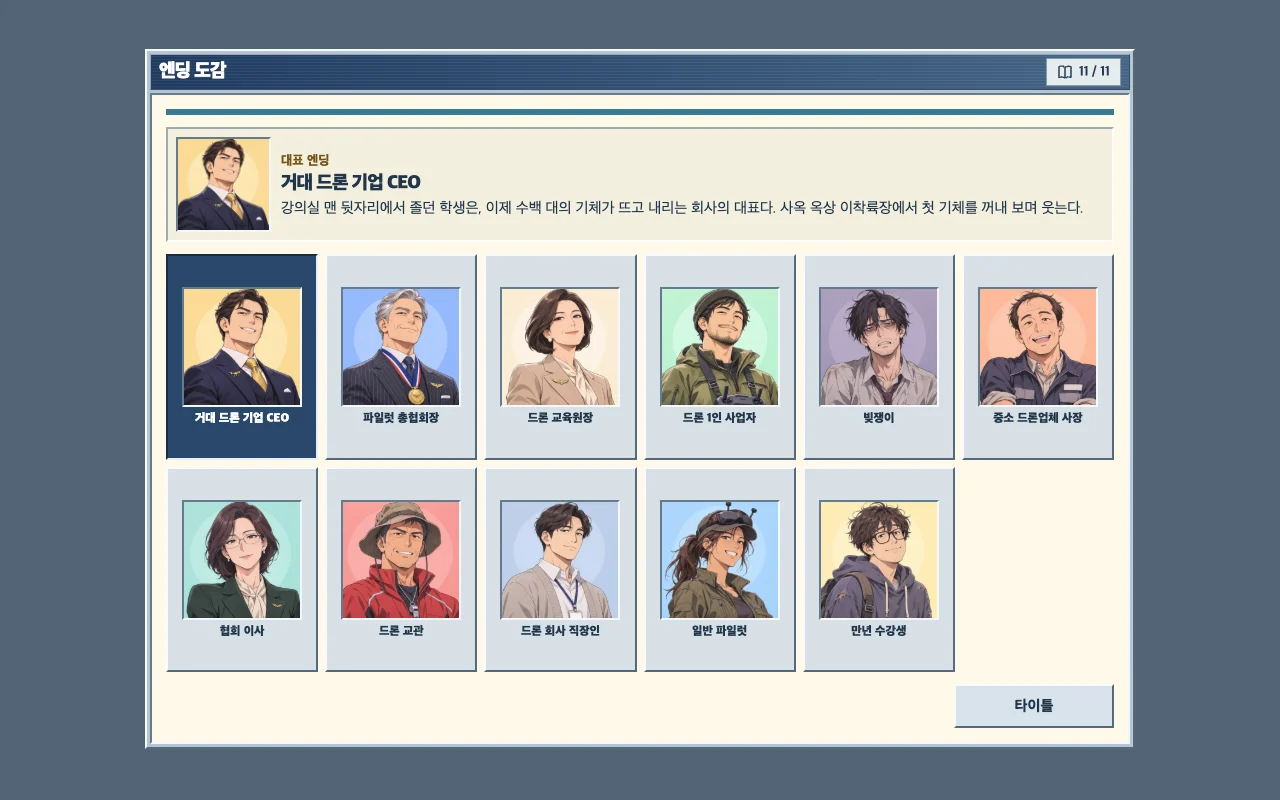 엔딩 도감
11 / 11
대표 엔딩
거대 드론 기업 CEO
강의실 맨 뒷자리에서 졸던 학생은, 이제 수백 대의 기체가 뜨고 내리는 회사의 대표다. 사옥 옥상 이착륙장에서 첫 기체를 꺼내 보며 웃는다.
거대 드론 기업 CEO
파일럿 총협회장
드론 교육원장
드론 1인 사업자
빚쟁이
중소 드론업체 사장
협회 이사
드론 교관
드론 회사 직장인
일반 파일럿
만년 수강생
타이틀